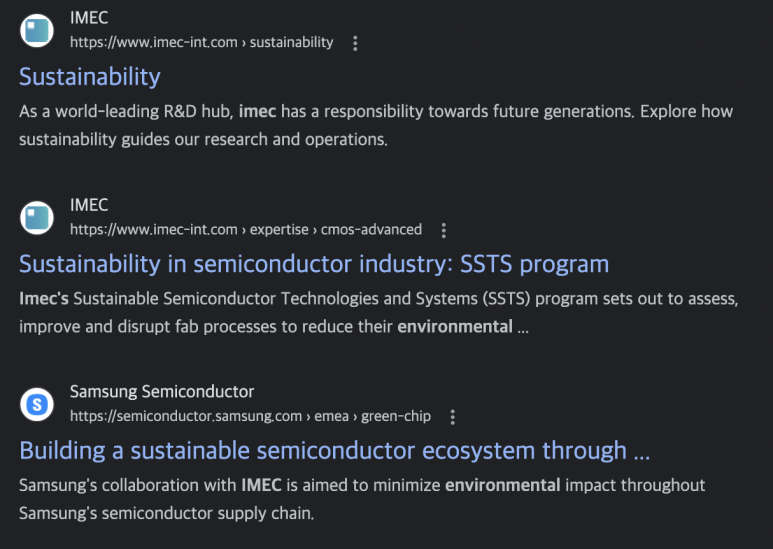 IMEC
https://www.imec-int.com › sustainability
Sustainability
As a world-leading R&D hub, imec has a responsibility towards future generations. Explore how
sustainability guides our research and operations.
IMEC
https://www.imec-int.com › expertise › cmos-advanced
Sustainability in semiconductor industry: SSTS program
Imec's Sustainable Semiconductor Technologies and Systems (SSTS) program sets out to assess,
improve and disrupt fab processes to reduce their environmental ...
Samsung Semiconductor
https://semiconductor.samsung.com › emea › green-chip
Building a sustainable semiconductor ecosystem through ...
Samsung's collaboration with IMEC is aimed to minimize environmental impact throughout
Samsung's semiconductor supply chain.